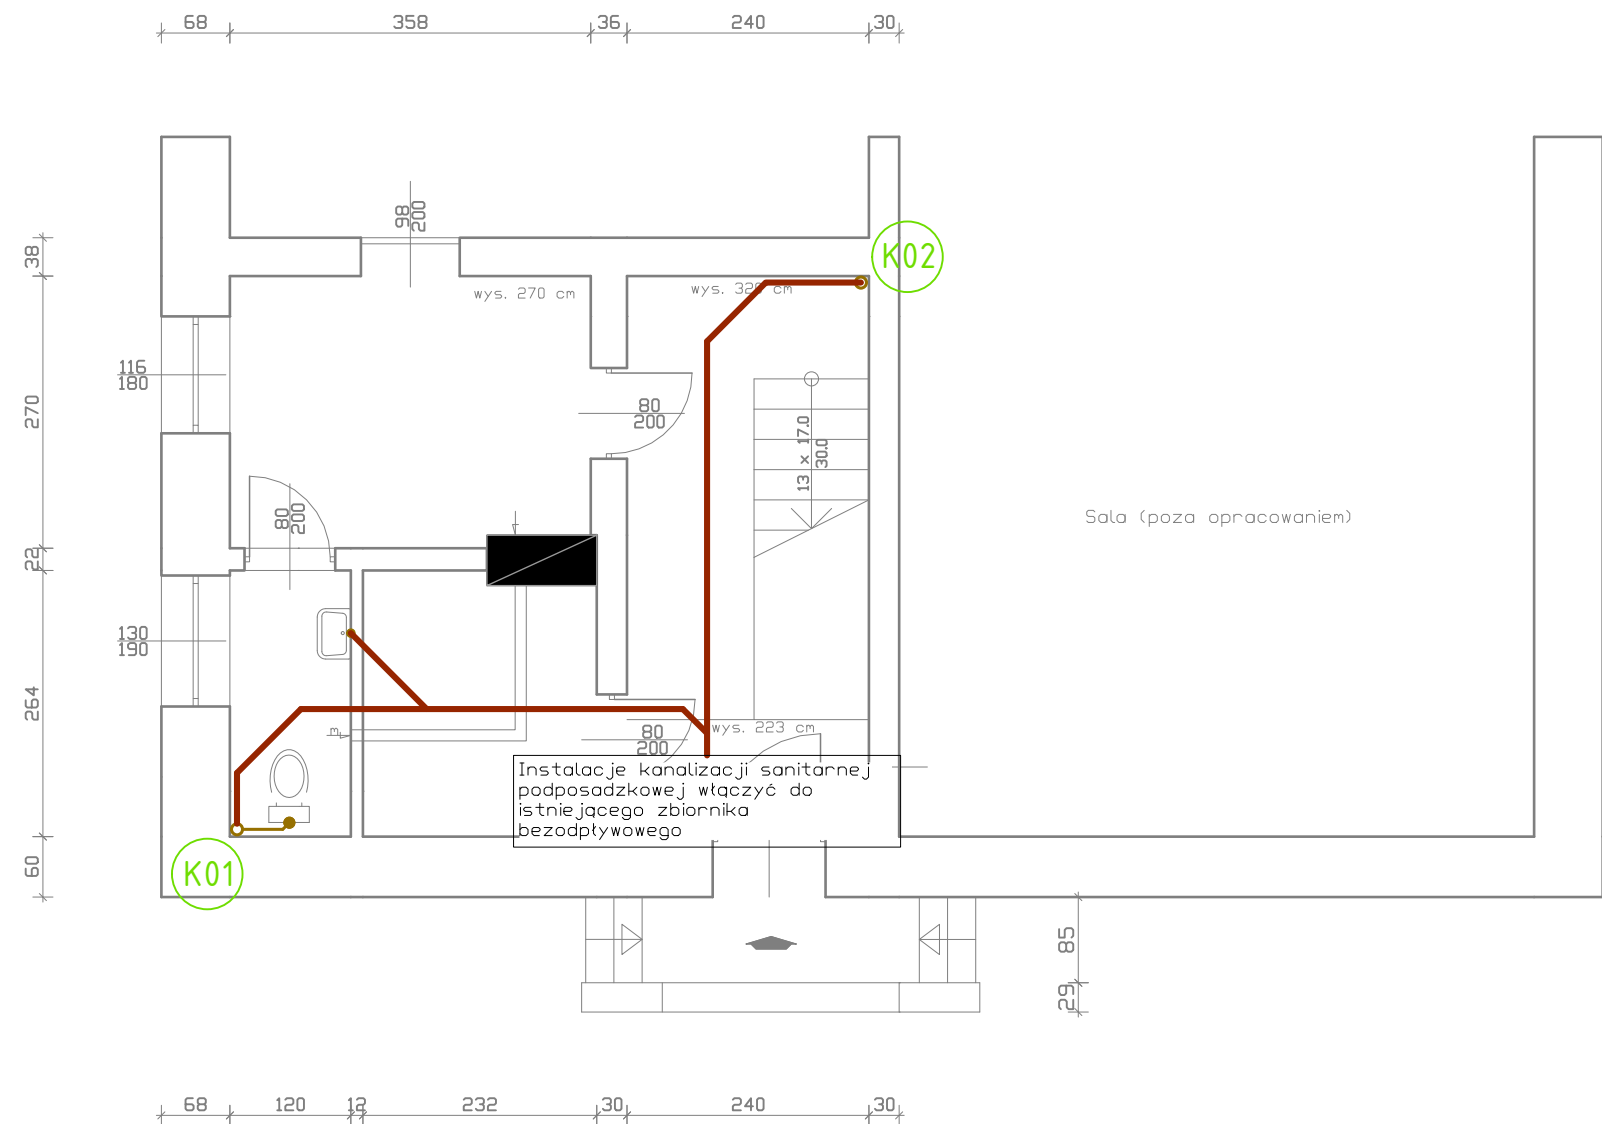 68
358
36
240
30
98
200
K02
38
wys. 270 cm
wys. 320 cm
116
180
270
80
200
13 x 17.0
30.0
80
200
Sala (poza opracowaniem)
22
130
190
264
wys. 223 cm
80
200
Instalacje kanalizacji sanitarnej
podposadzkowej włączyć do
istniejącego zbiornika
bezodpływowego
60
K01
85
29
68
120
12
232
30
240
30